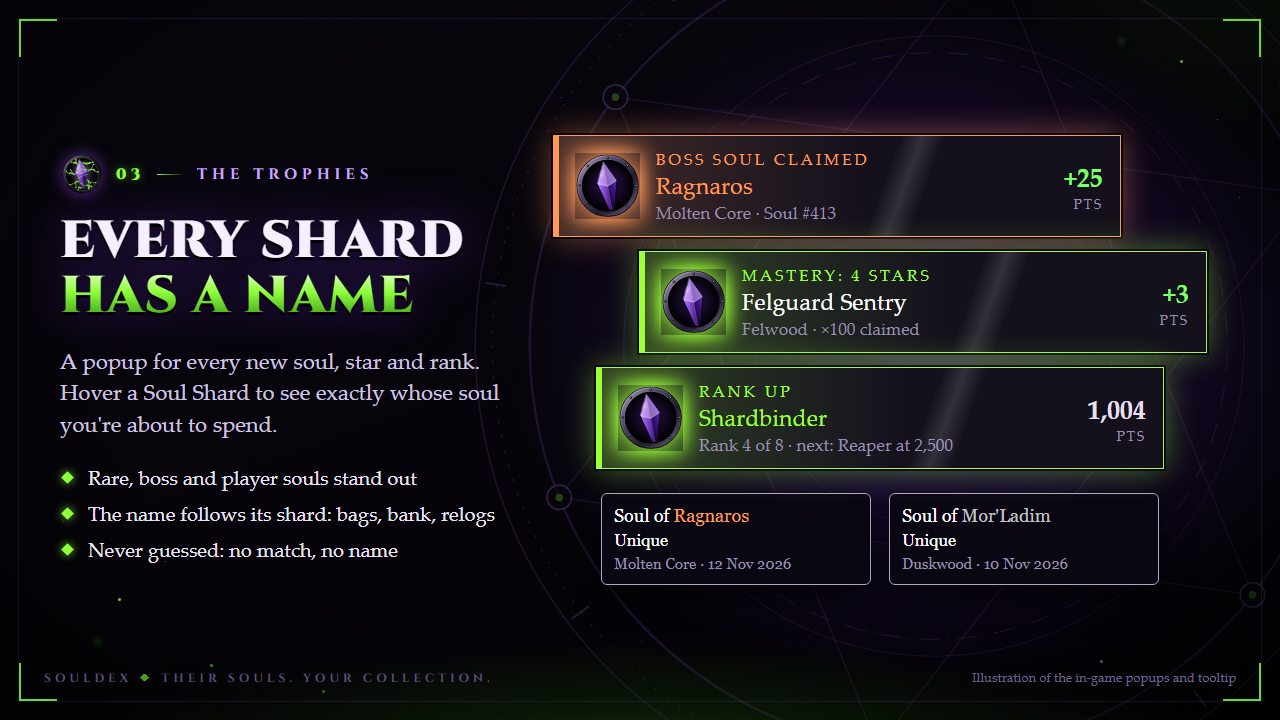 03 — THE TROPHIES
EVERY SHARD
HAS A NAME
A popup for every new soul, star and rank.
Hover a Soul Shard to see exactly whose soul
you're about to spend.
Rare, boss and player souls stand out
The name follows its shard: bags, bank, relogs
Never guessed: no match, no name
BOSS SOUL CLAIMED
Ragnaros
Molten Core · Soul #413
+25
PTS
MASTERY: 4 STARS
Felguard Sentry
Felwood · ×100 claimed
+3
PTS
RANK UP
Shardbinder
Rank 4 of 8 · next: Reaper at 2,500
1,004
PTS
Soul of Ragnaros
Unique
Molten Core · 12 Nov 2026
Soul of Mor'Ladim
Unique
Duskwood · 10 Nov 2026
SOULDEX ◆ THEIR SOULS. YOUR COLLECTION.
Illustration of the in-game popups and tooltip